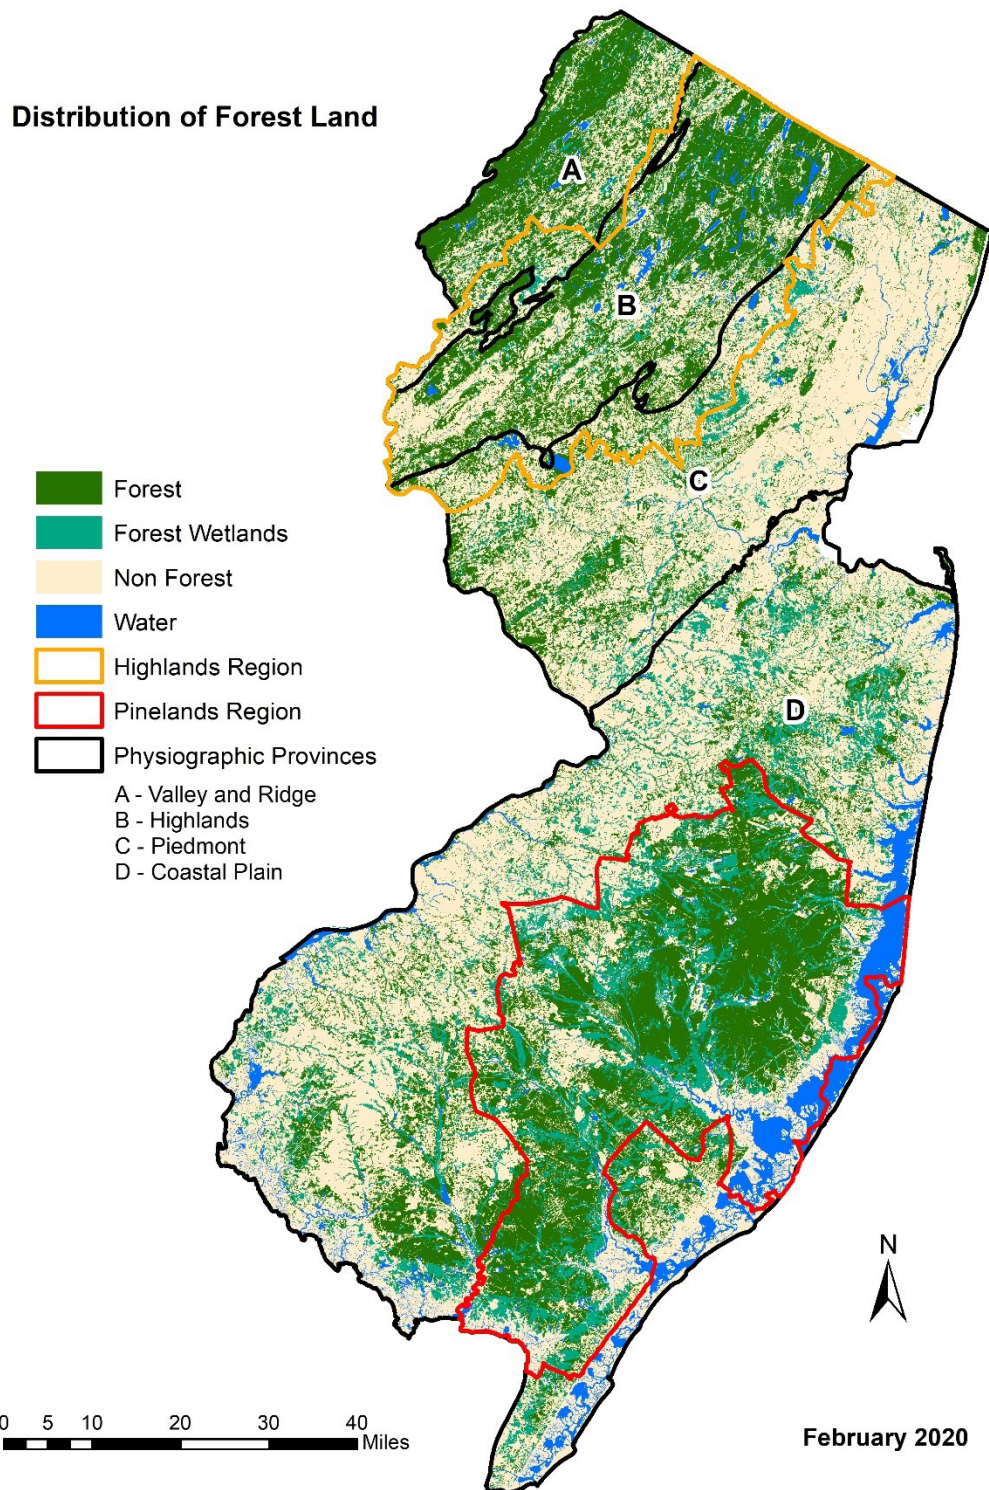 Distribution of Forest Land
A
B
C
D
Forest
Forest Wetlands
Non Forest
Water
Highlands Region
Pinelands Region
Physiographic Provinces
A - Valley and Ridge
B - Highlands
C - Piedmont
D - Coastal Plain
N
0 5 10 20 30 40
Miles
February 2020